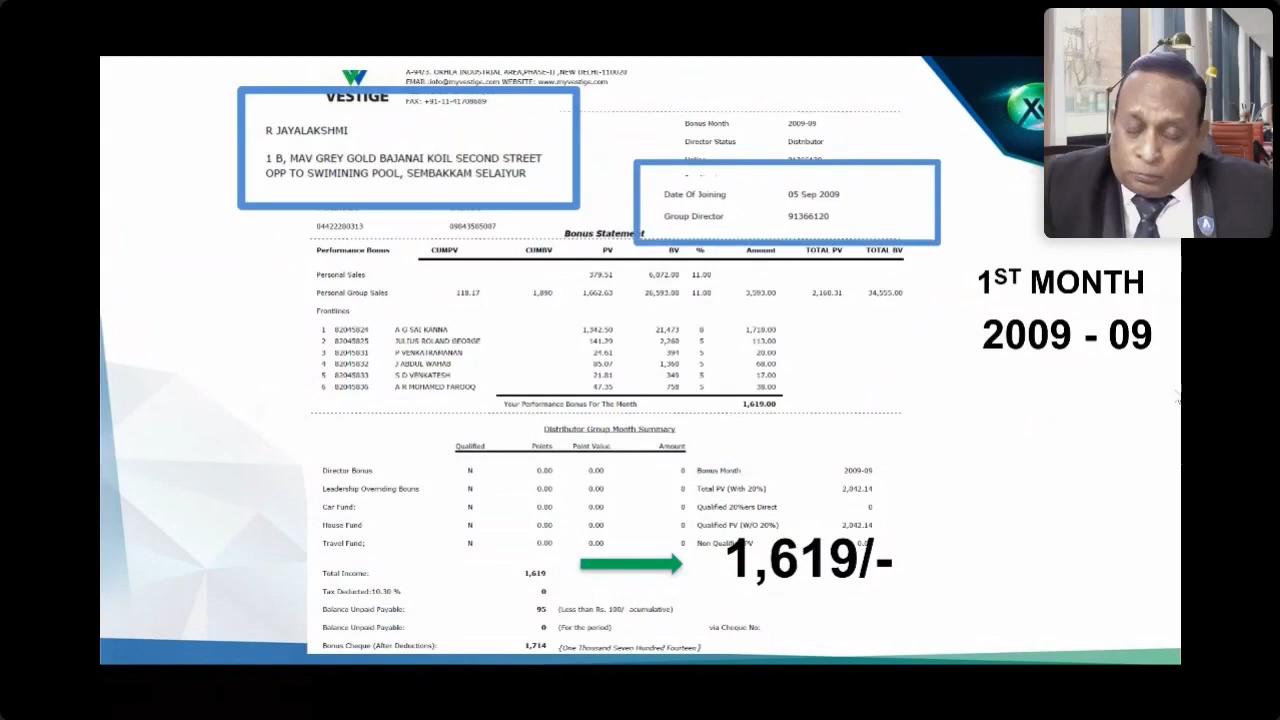 A-94/3. OKHLA INDUSTRIAL AREA,PHASE-II ,NEW DELHI-110020
EMAIL:info@myvestige.com WEBSITE: www.myvestige.com
VESTIGE FAX: +91-11-41708689
R JAYALAKSHMI
1 B, MAV GREY GOLD BAJANAI KOIL SECOND STREET
OPP TO SWIMINING POOL, SEMBAKKAM SELAIYUR
Bonus Month 2009-09
Director Status Distributor
Date Of Joining 05 Sep 2009
Group Director 91366120
04422280313 09843585087
Bonus Statement
Performance Bonus CUMPV CUMBV PV BV % Amount TOTAL PV TOTAL BV
Personal Sales 379.51 6,072.00 11.00
Personal Group Sales 118.17 1,890 1,662.63 26,593.00 11.00 3,593.00 2,160.31 34,555.00
Frontlines
1 82045824 A G SAI KANNA 1,342.50 21,473 8 1,718.00
2 82045825 JULIUS ROLAND GEORGE 141.29 2,260 5 113.00
3 82045831 P VENKATRAMANAN 24.61 394 5 20.00
4 82045832 J ABDUL WAHAB 85.07 1,360 5 68.00
5 82045833 S D VENKATESH 21.81 349 5 17.00
6 82045836 A R MOHAMED FAROOQ 47.35 758 5 38.00
Your Performance Bonus For The Month 1,619.00
Distributor Group Month Summary
Qualified Points Point Value Amount
Director Bonus N 0.00 0.00 0 Bonus Month 2009-09
Leadership Overriding Bouns N 0.00 0.00 0 Total PV (With 20%) 2,042.14
Car Fund: N 0.00 0.00 0 Qualified 20%ers Direct 0
House Fund N 0.00 0.00 0 Qualified PV (W/O 20%) 2,042.14
Travel Fund; N 0.00 0.00 0 Non
Total Income: 1,619
Tax Deducted:10.30 % 0
Balance Unpaid Payable: 95 (Less than Rs. 100/- acumulative)
Balance Unpaid Payable: 0 (For the period) via Cheque No:
Bonus Cheque (After Deductions): 1,714 {One Thousand Seven Hundred Fourteen}
1,619/-
1ST MONTH
2009 - 09